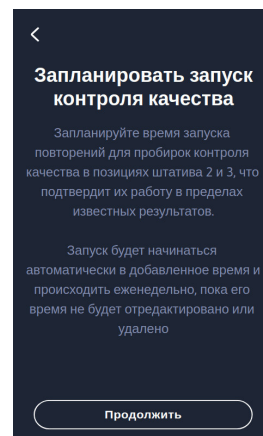 Запланировать запуск
контроля качества
Запланируйте время запуска
повторений для пробирок контроля
качества в позициях штатива 2 и 3, что
подтвердит их работу в пределах
известных результатов.
Запуск будет начинаться
автоматически в добавленное время и
происходить еженедельно, пока его
время не будет отредактировано или
удалено
Продолжить